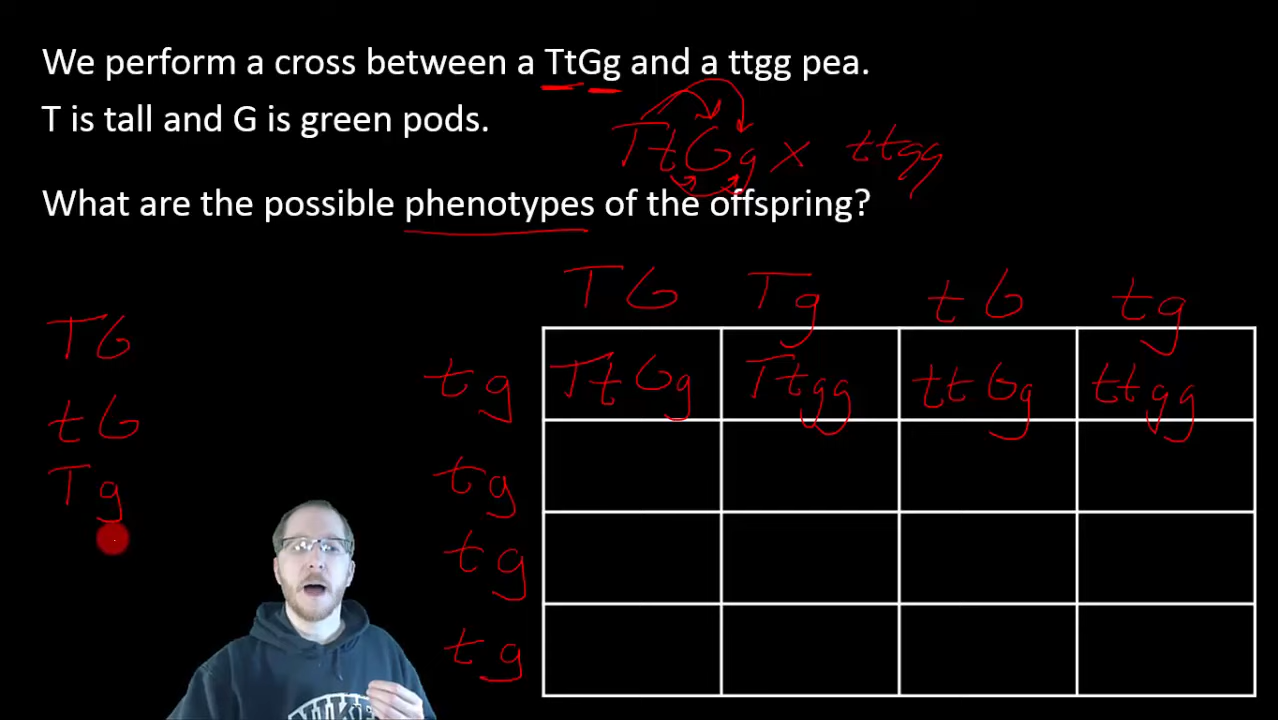 We perform a cross between a TtGg and a ttgg pea.
T is tall and G is green pods.
TtGg × ttgg
What are the possible phenotypes of the offspring?
TG Tg tG tg
TG
tg TtGg Ttgg ttGg ttgg
tG
tg
Tg
tg
tg